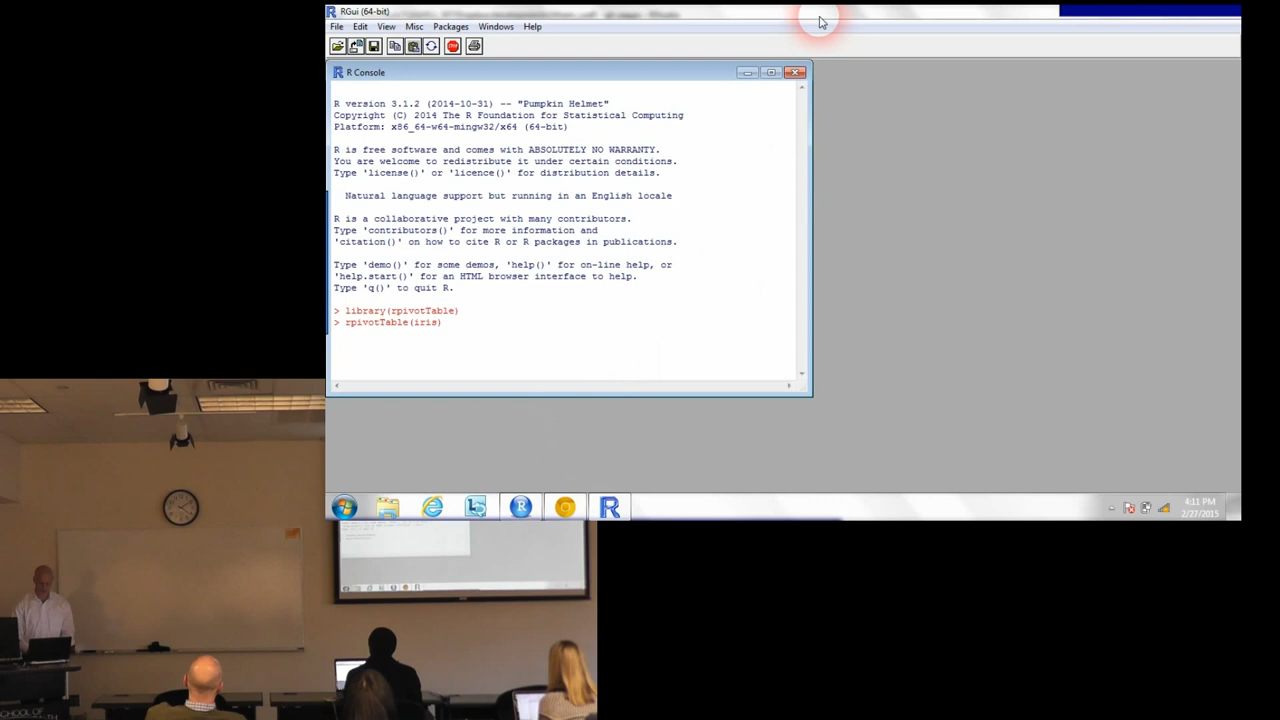 RGui (64-bit)
File Edit View Misc Packages Windows Help
STOP
R Console
R version 3.1.2 (2014-10-31) -- "Pumpkin Helmet"
Copyright (C) 2014 The R Foundation for Statistical Computing
Platform: x86_64-w64-mingw32/x64 (64-bit)
R is free software and comes with ABSOLUTELY NO WARRANTY.
You are welcome to redistribute it under certain conditions.
Type 'license()' or 'licence()' for distribution details.
Natural language support but running in an English locale
R is a collaborative project with many contributors.
Type 'contributors()' for more information and
'citation()' on how to cite R or R packages in publications.
Type 'demo()' for some demos, 'help()' for on-line help, or
'help.start()' for an HTML browser interface to help.
Type 'q()' to quit R.
> library(rpivotTable)
> rpivotTable(iris)
4:11 PM
2/27/2015
SCHOOL OF